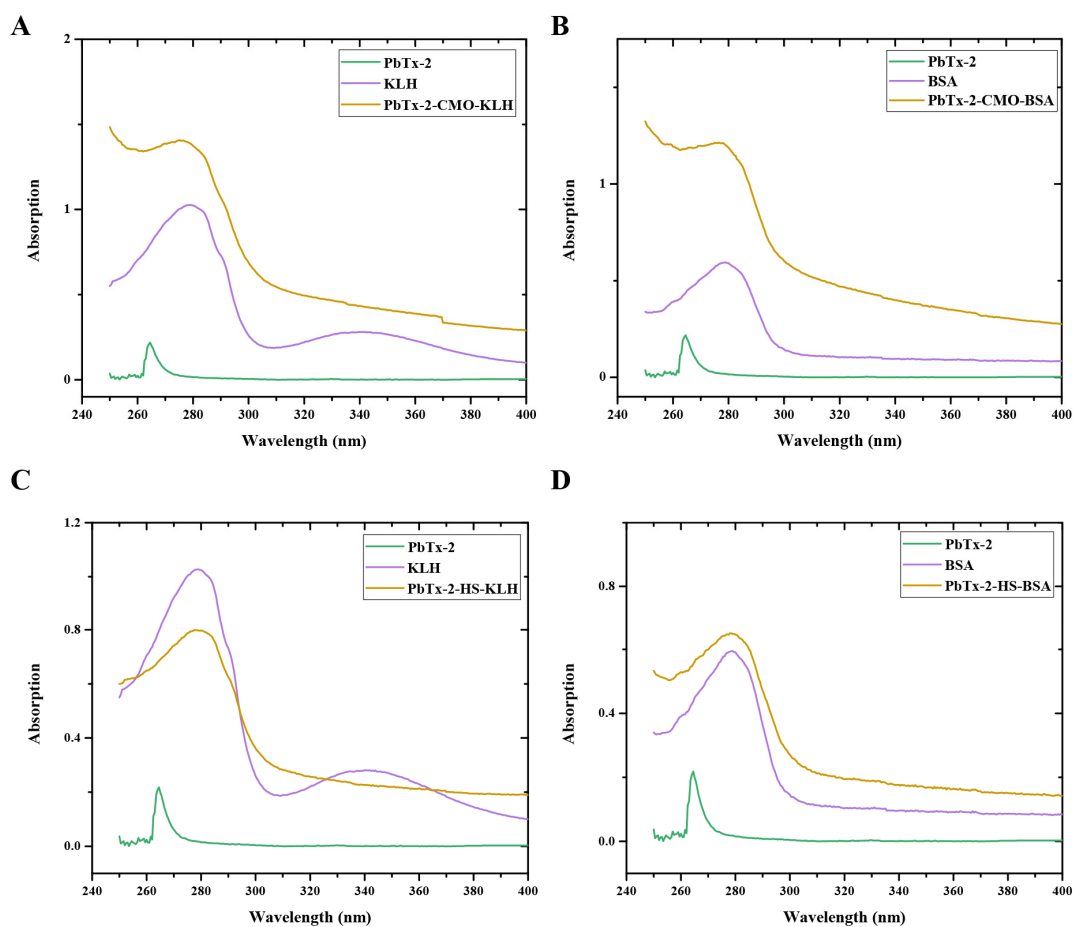 A
2
1
0
Absorption
PbTx-2
KLH
PbTx-2-CMO-KLH
240 260 280 300 320 340 360 380 400
Wavelength (nm)
B
1
0
Absorption
PbTx-2
BSA
PbTx-2-CMO-BSA
240 260 280 300 320 340 360 380 400
Wavelength (nm)
C
1.2
0.8
0.4
0.0
Absorption
PbTx-2
KLH
PbTx-2-HS-KLH
240 260 280 300 320 340 360 380 400
Wavelength (nm)
D
0.8
0.4
0.0
Absorption
PbTx-2
BSA
PbTx-2-HS-BSA
240 260 280 300 320 340 360 380 400
Wavelength (nm)